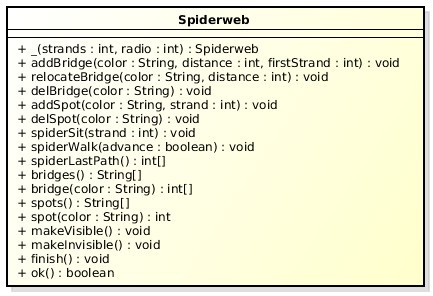 Spiderweb
+ _(strands : int, radio : int) : Spiderweb
+ addBridge(color : String, distance : int, firstStrand : int) : void
+ relocateBridge(color : String, distance : int) : void
+ delBridge(color : String) : void
+ addSpot(color : String, strand : int) : void
+ delSpot(color : String) : void
+ spiderSit(strand : int) : void
+ spiderWalk(advance : boolean) : void
+ spiderLastPath() : int[]
+ bridges() : String[]
+ bridge(color : String) : int[]
+ spots() : String[]
+ spot(color : String) : int
+ makeVisible() : void
+ makeInvisible() : void
+ finish() : void
+ ok() : boolean